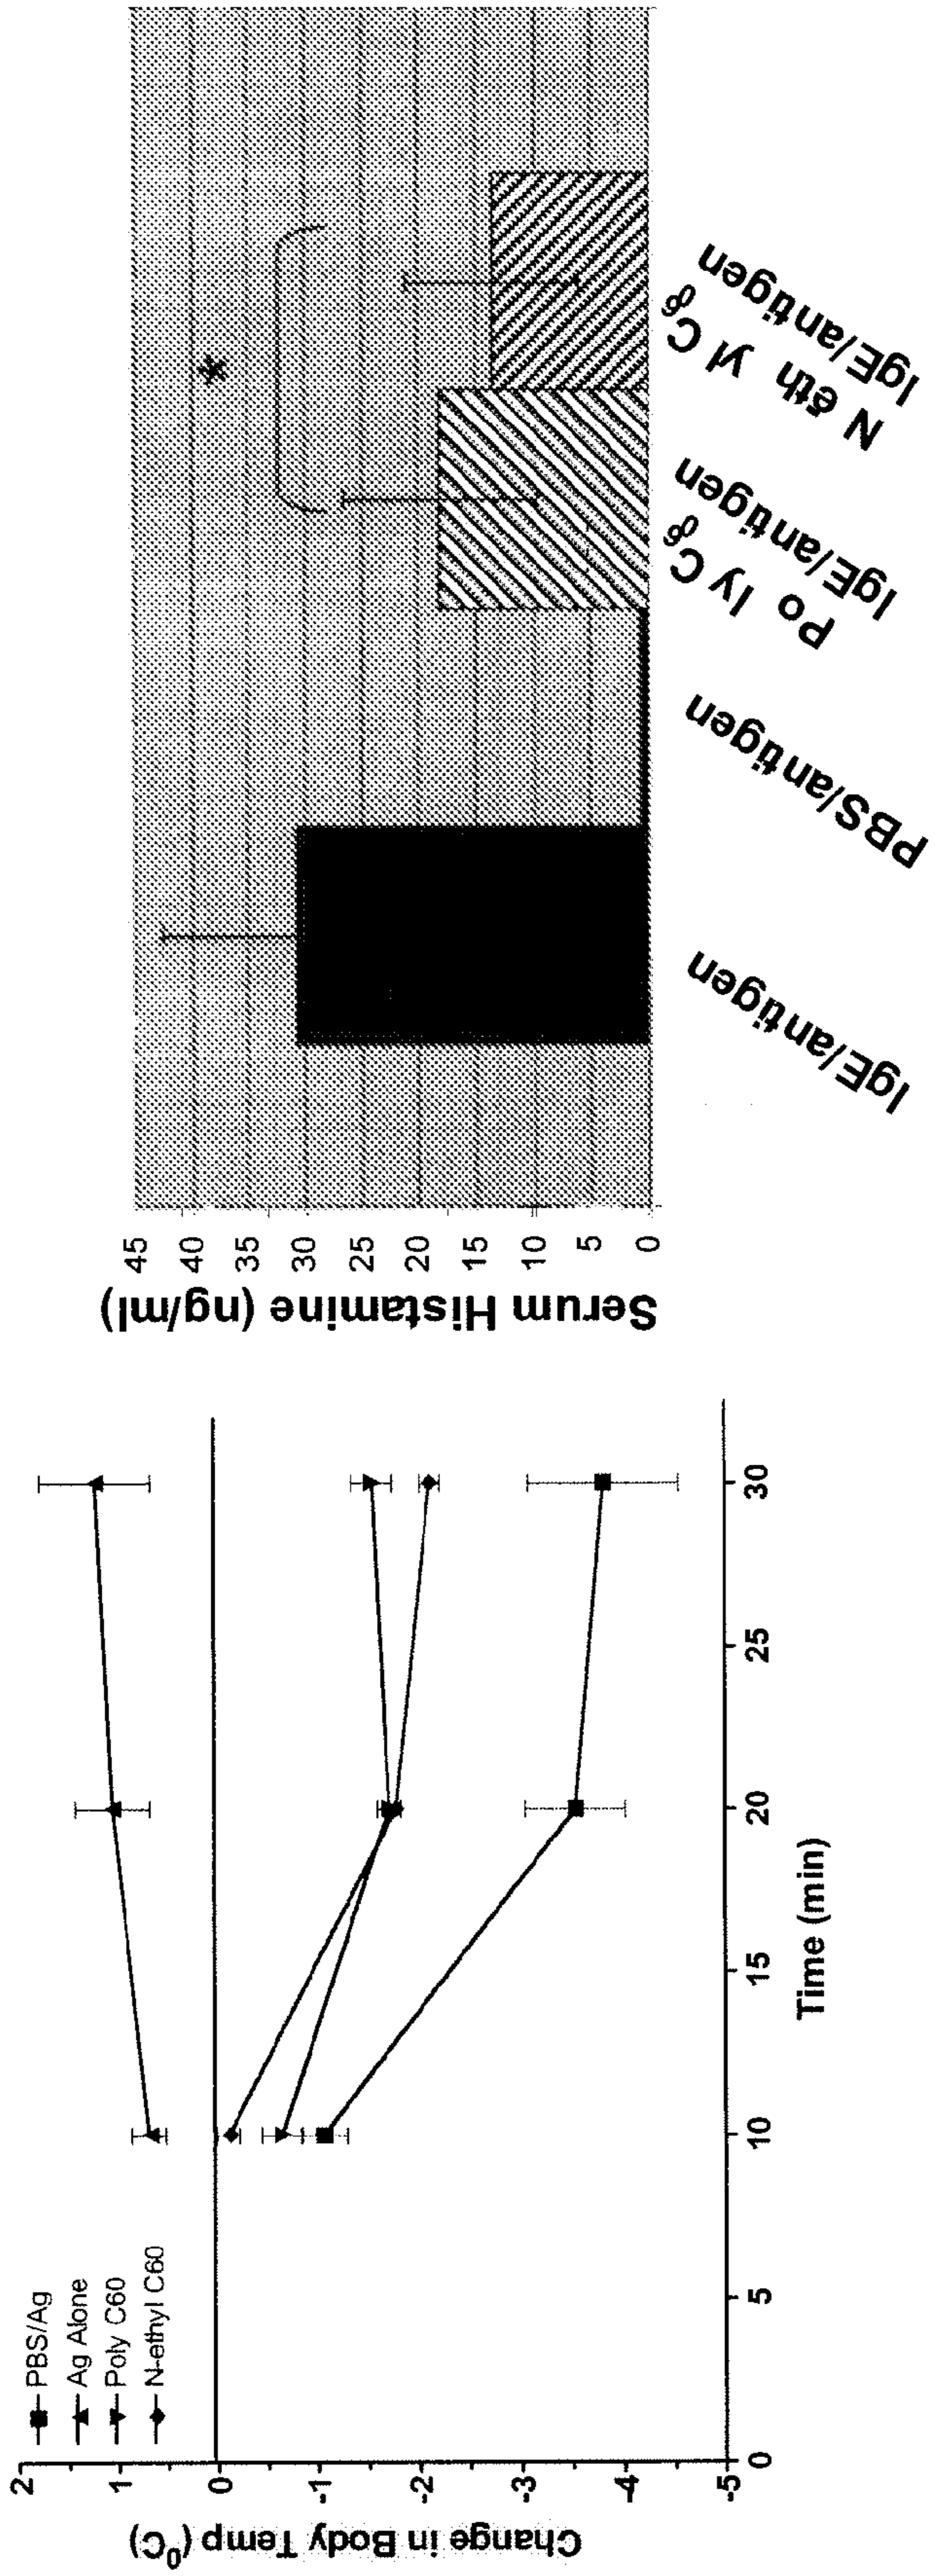 2
1
0
-1
-2
-3
-4
-5
Change in Body Temp (⁰C)
PBS/Ag
Ag Alone
Poly C60
N-ethyl C60
0
5
10
15
20
25
30
Time (min)
Serum Histamine (ng/ml)
45
40
35
30
25
20
15
10
5
0
*
IgE/antigen
PBS/antigen
Po ly C₆₀
IgE/antigen
N eth yl C₆₀
IgE/antigen